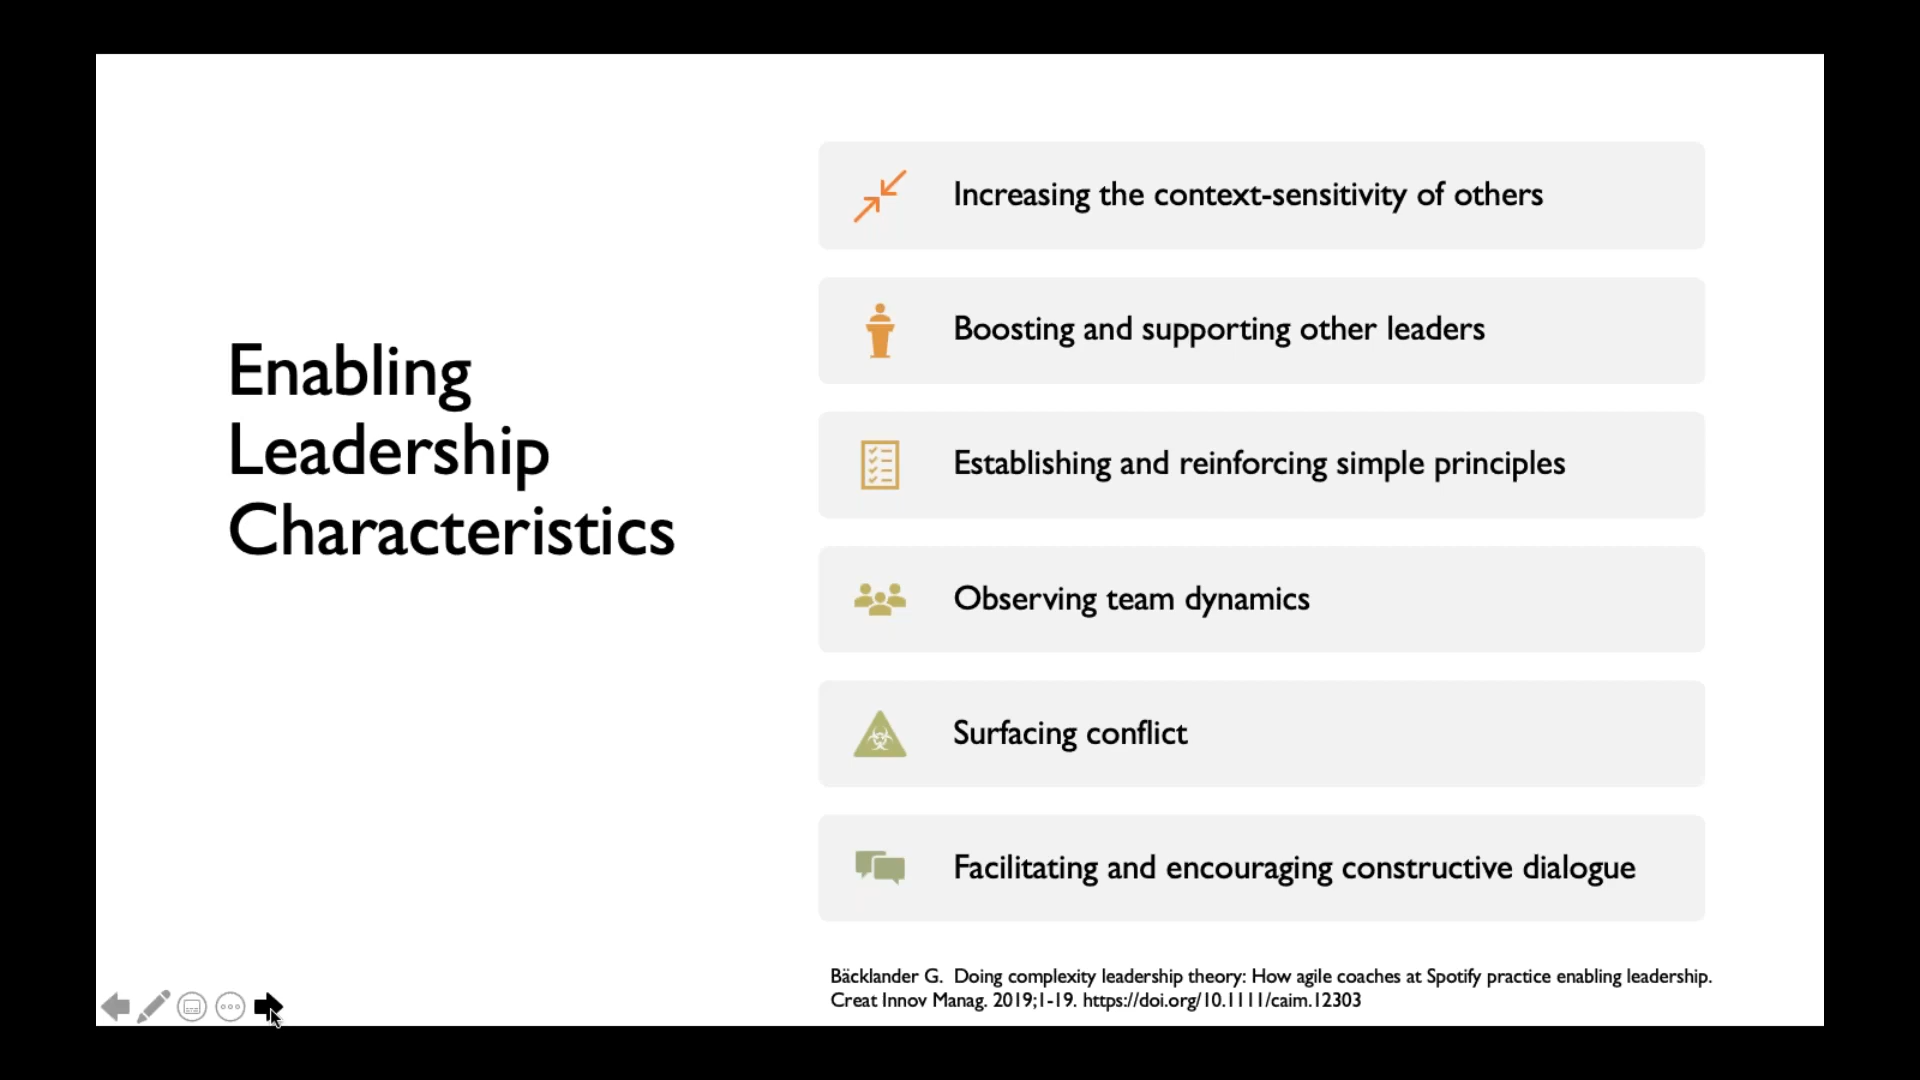 Enabling
Leadership
Characteristics
Increasing the context-sensitivity of others
Boosting and supporting other leaders
Establishing and reinforcing simple principles
Observing team dynamics
Surfacing conflict
Facilitating and encouraging constructive dialogue
Bäcklander G.  Doing complexity leadership theory: How agile coaches at Spotify practice enabling leadership.
Creat Innov Manag. 2019;1-19. https://doi.org/10.1111/caim.12303